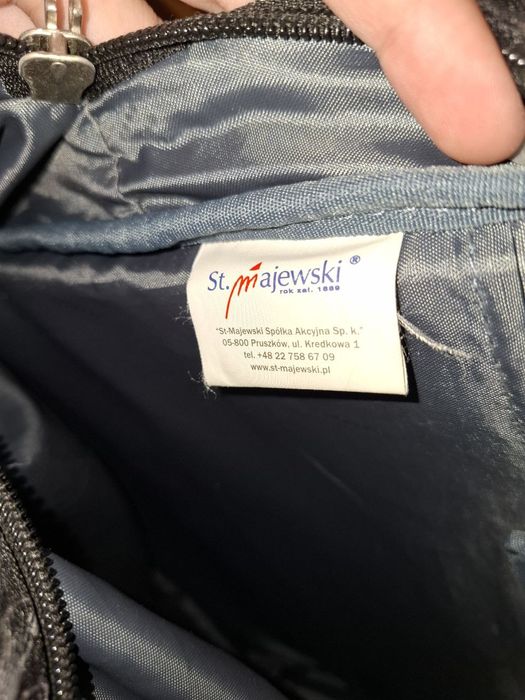 St.majewski®
rok zał. 1889
"St-Majewski Spółka Akcyjna Sp. k."
05-800 Pruszków, ul. Kredkowa 1
tel. +48 22 758 67 09
www.st-majewski.pl